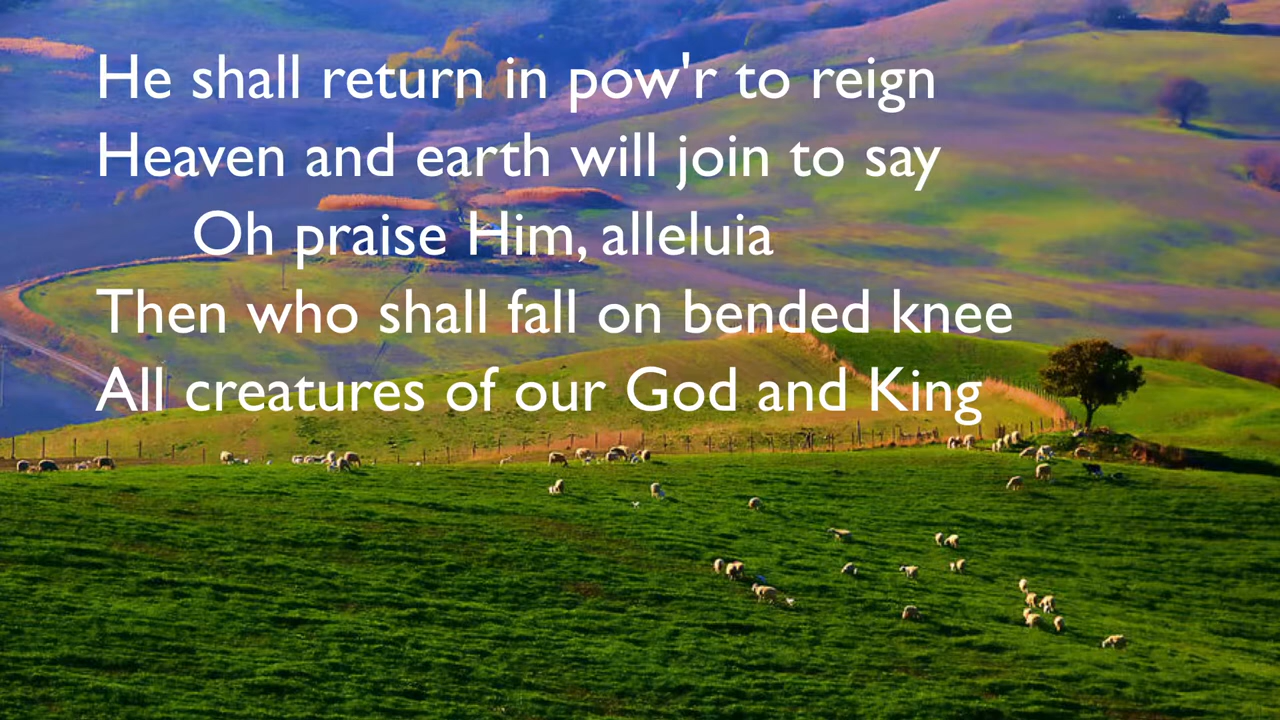 He shall return in pow'r to reign
Heaven and earth will join to say
Oh praise Him, alleluia
Then who shall fall on bended knee
All creatures of our God and King